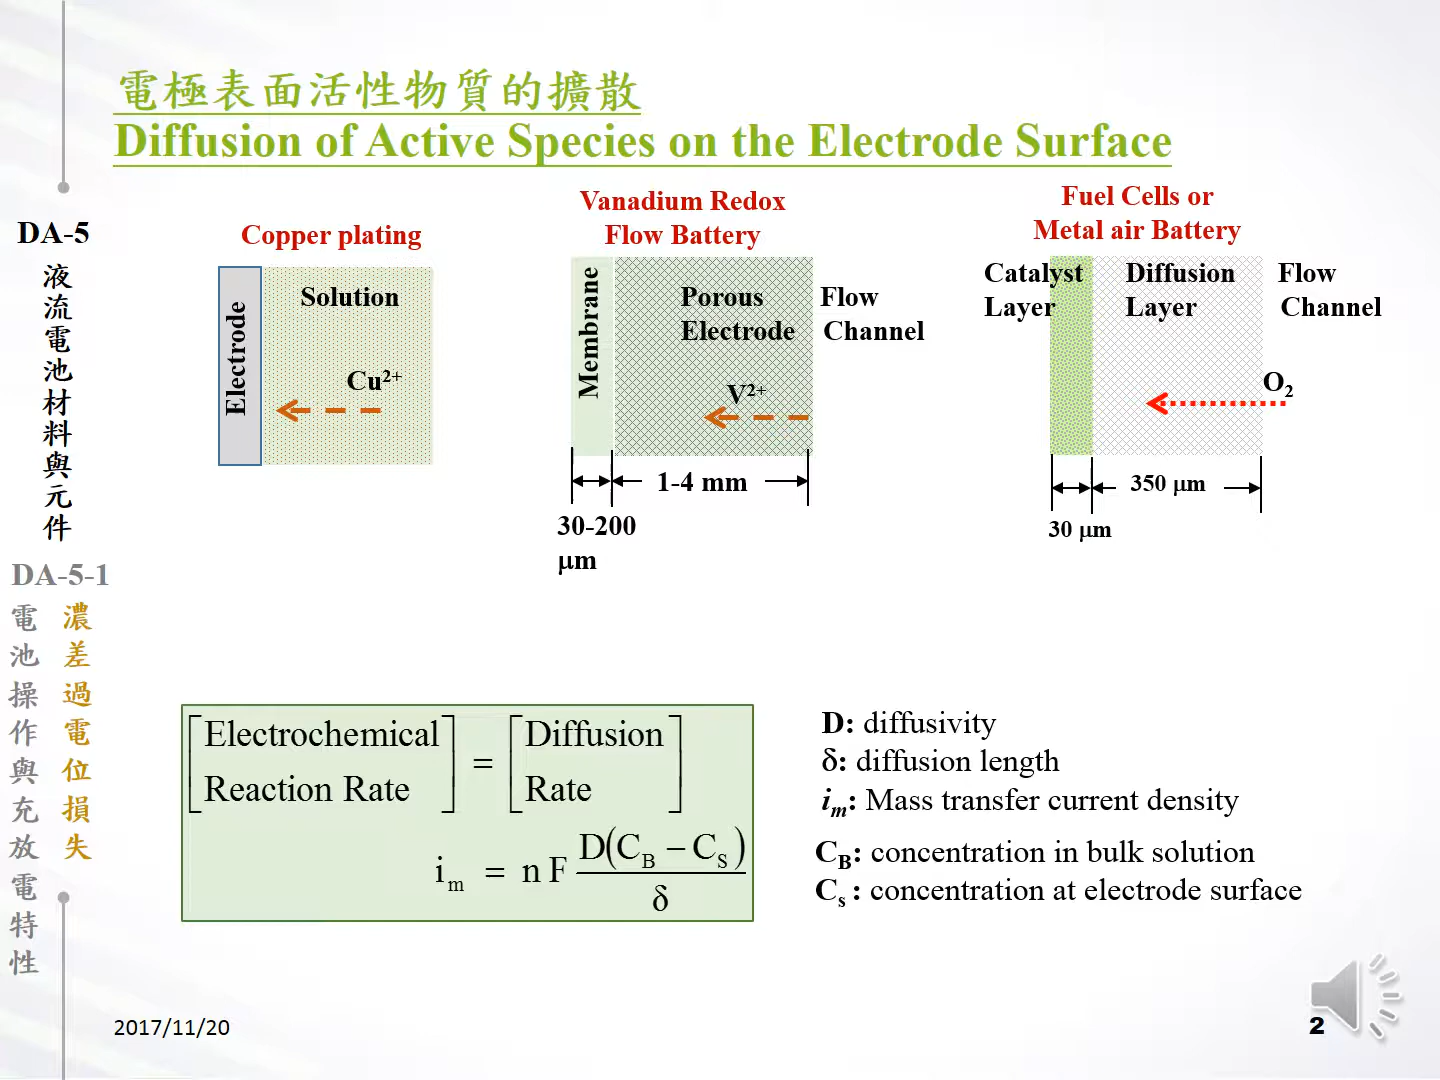 電極表面活性物質的擴散
Diffusion of Active Species on the Electrode Surface
DA-5
液流電池材料與元件
DA-5-1
電池操作與充放電特性
濃差過電位損失
Copper plating
Electrode
Solution
Cu²⁺
Vanadium Redox
Flow Battery
Membrane
Porous
Electrode
Flow
Channel
V²⁺
1-4 mm
30-200
μm
Fuel Cells or
Metal air Battery
Catalyst
Layer
Diffusion
Layer
Flow
Channel
O₂
350 μm
30 μm
[Electrochemical Reaction Rate] = [Diffusion Rate]
i_m = n F D(C_B − C_S) / δ
D: diffusivity
δ: diffusion length
i_m: Mass transfer current density
C_B: concentration in bulk solution
C_s : concentration at electrode surface
2017/11/20
2